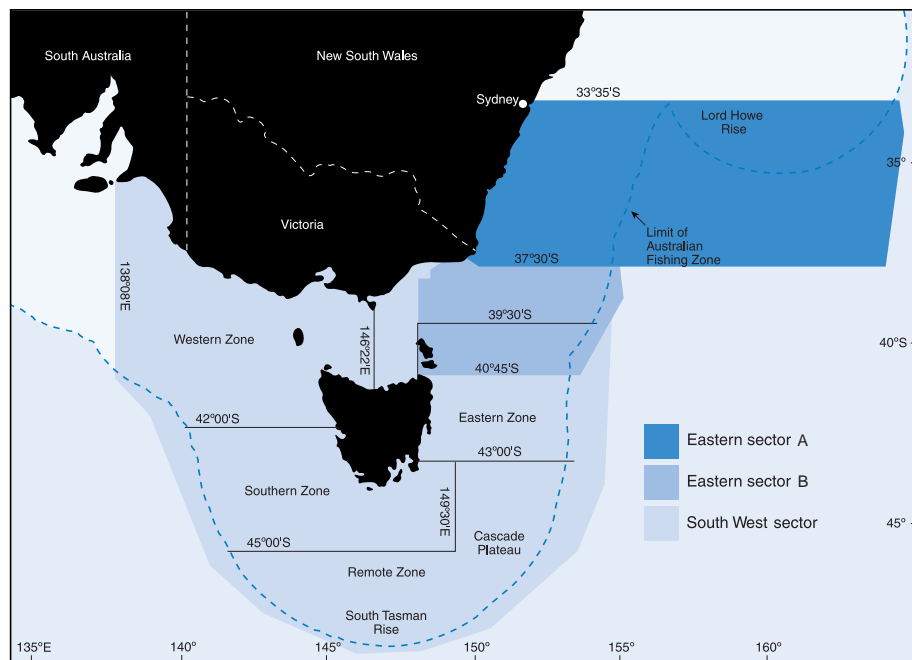 South Australia
New South Wales
Sydney
33°35'S
Lord Howe
Rise
35°
Victoria
Limit of
Australian
Fishing Zone
37°30'S
138°08'E
39°30'S
146°22'E
Western Zone
40°S
40°45'S
42°00'S
Eastern Zone
43°00'S
Eastern sector A
Eastern sector B
South West sector
Southern Zone
149°30'E
45°
45°00'S
Cascade
Plateau
Remote Zone
South Tasman
Rise
135°E
140°
145°
150°
155°
160°